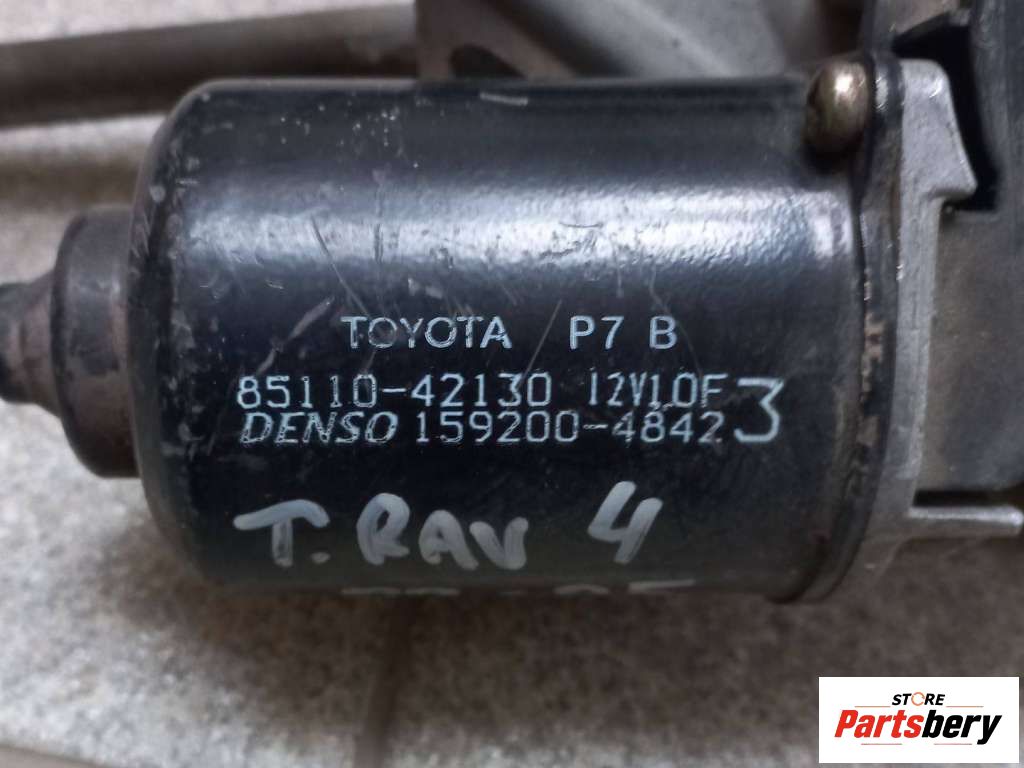 TOYOTA P7 B
85110-42130 12V1.0F 3
DENSO 159200-4842
T. RAV 4
STORE
Partsbery